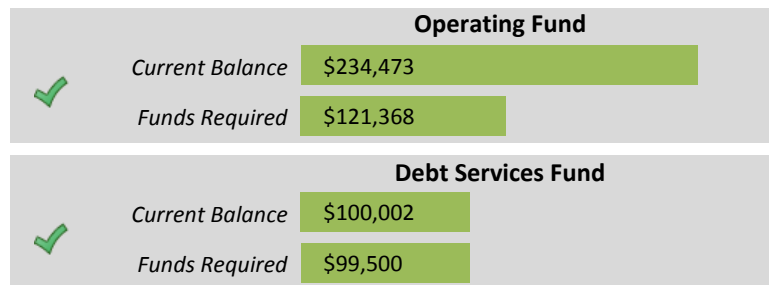 Operating Fund
Current Balance $234,473
Funds Required $121,368
Debt Services Fund
Current Balance $100,002
Funds Required $99,500